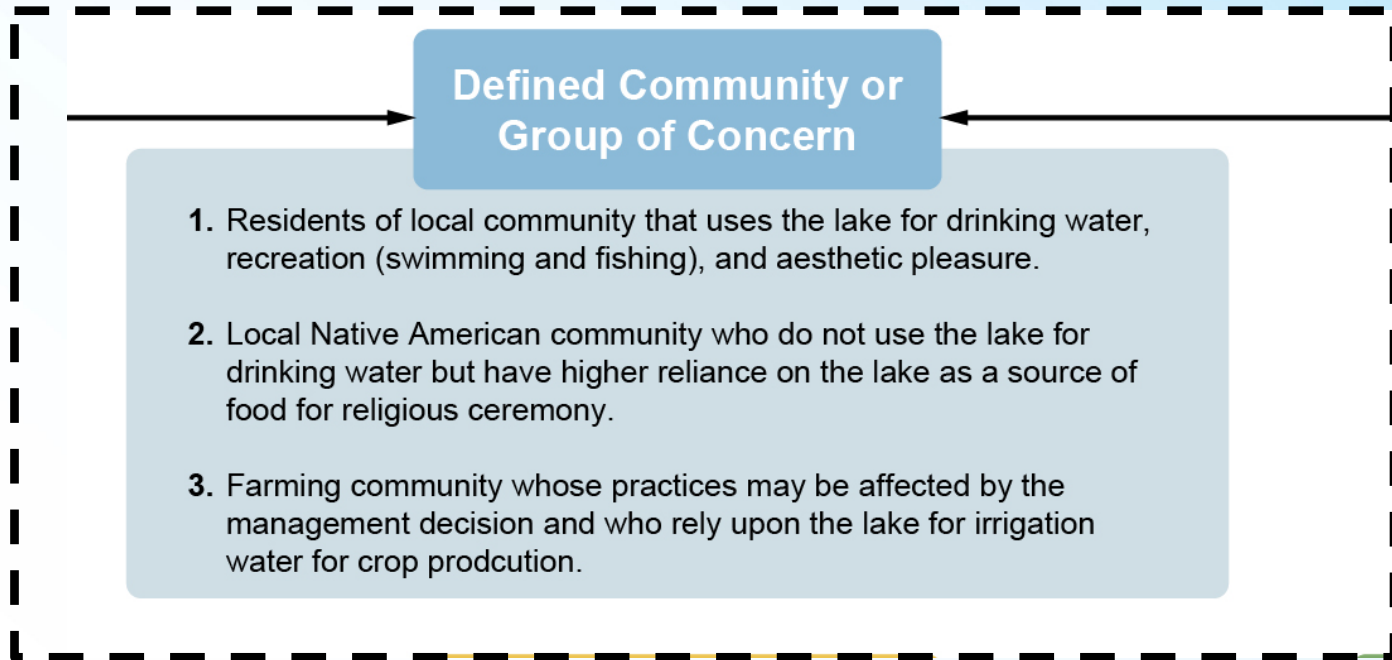 Defined Community or
Group of Concern
1. Residents of local community that uses the lake for drinking water,
recreation (swimming and fishing), and aesthetic pleasure.
2. Local Native American community who do not use the lake for
drinking water but have higher reliance on the lake as a source of
food for religious ceremony.
3. Farming community whose practices may be affected by the
management decision and who rely upon the lake for irrigation
water for crop prodcution.